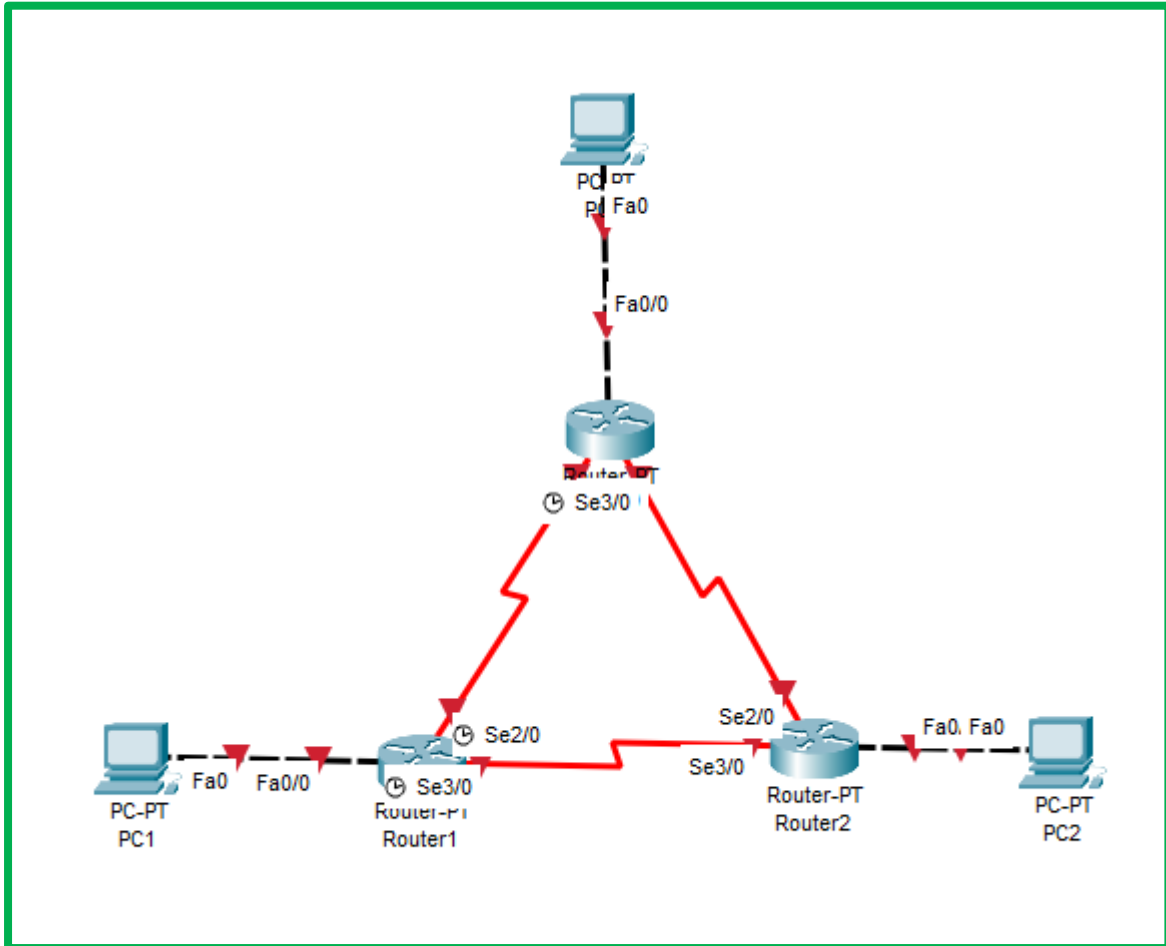 PC-PT
Fa0
Fa0/0
Router-PT
Se3/0
Se2/0
Se2/0
Fa0/ Fa0
Fa0
Fa0/0
Se3/0
Se3/0
PC-PT
PC1
Router-PT
Router1
Router-PT
Router2
PC-PT
PC2